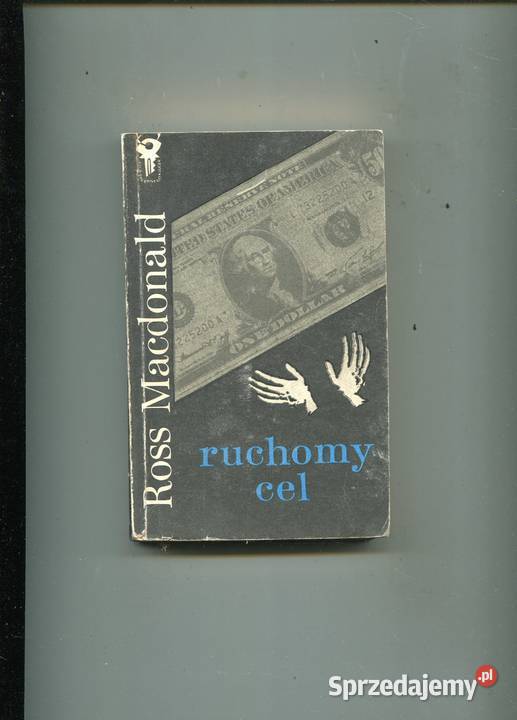 Ross Macdonald
UNITED STATES OF AMERICA
ONE DOLLAR
ruchomy
cel
Sprzedajemy.pl